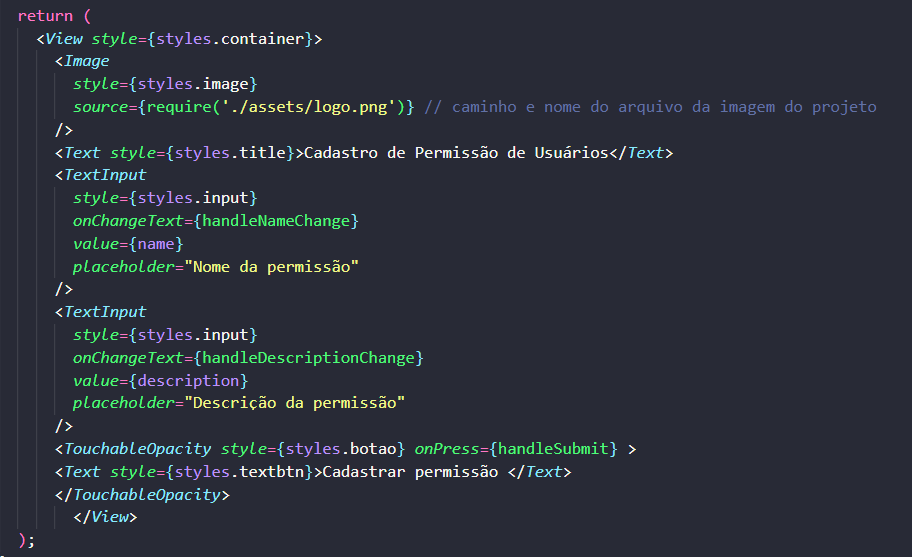 return (
<View style={styles.container}>
<Image
style={styles.image}
source={require('./assets/logo.png')} // caminho e nome do arquivo da imagem do projeto
/>
<Text style={styles.title}>Cadastro de Permissão de Usuários</Text>
<TextInput
style={styles.input}
onChangeText={handleNameChange}
value={name}
placeholder="Nome da permissão"
/>
<TextInput
style={styles.input}
onChangeText={handleDescriptionChange}
value={description}
placeholder="Descrição da permissão"
/>
<TouchableOpacity style={styles.botao} onPress={handleSubmit} >
<Text style={styles.textbtn}>Cadastrar permissão </Text>
</TouchableOpacity>
</View>
);